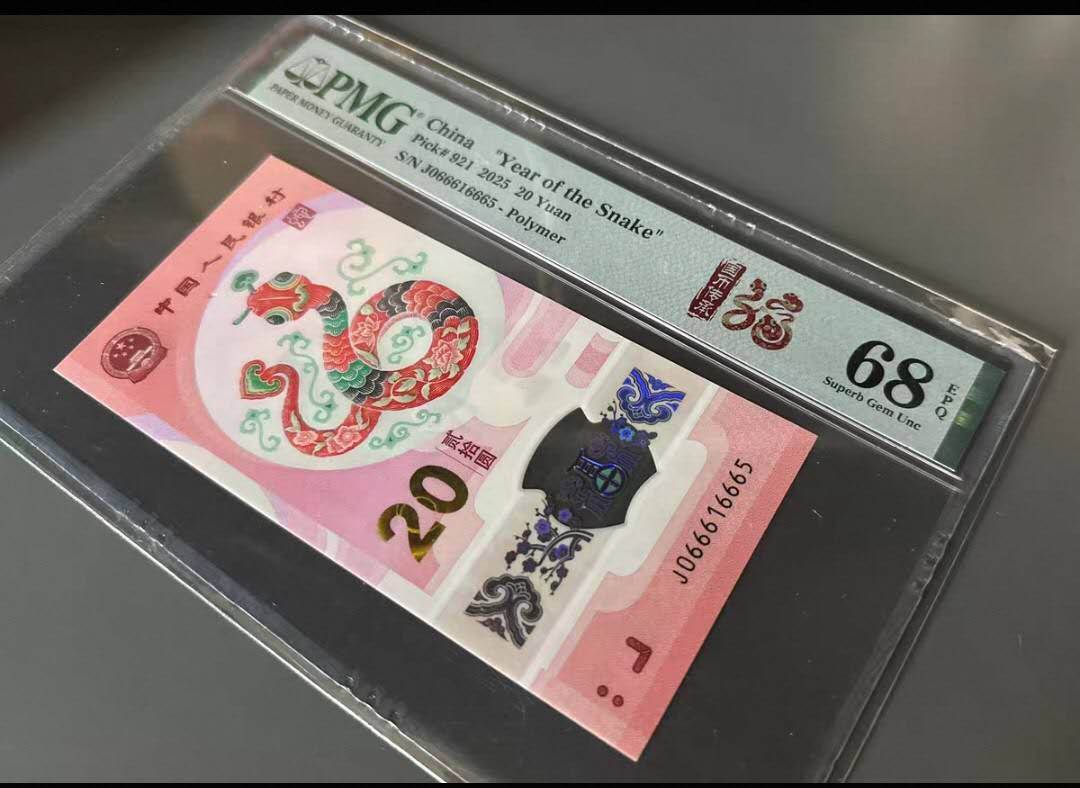 PMG®
PAPER MONEY GUARANTY
China "Year of the Snake"
Pick# 921 2025 20 Yuan
S/N J066616665 - Polymer
68 EPQ
Superb Gem Unc
中国人民银行
贰拾圆
20
J066616665